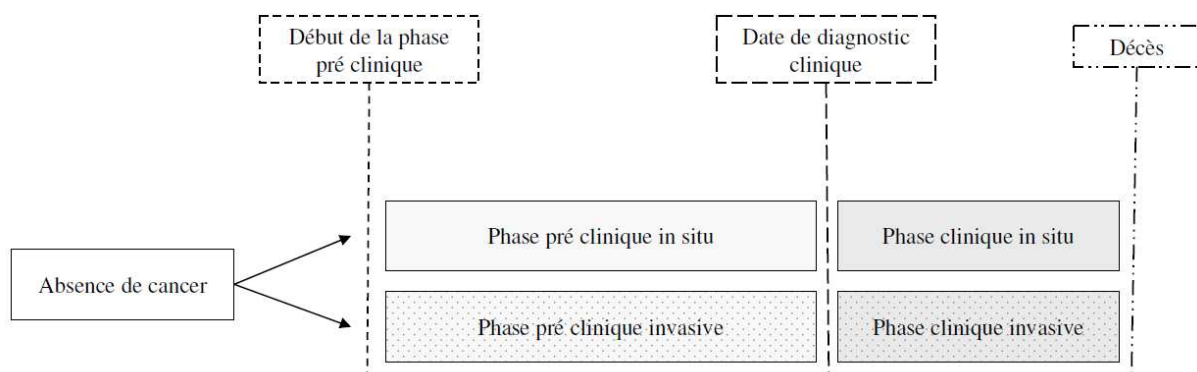 Début de la phase
pré clinique
Date de diagnostic
clinique
Décès
Phase pré clinique in situ
Phase clinique in situ
Absence de cancer
Phase pré clinique invasive
Phase clinique invasive